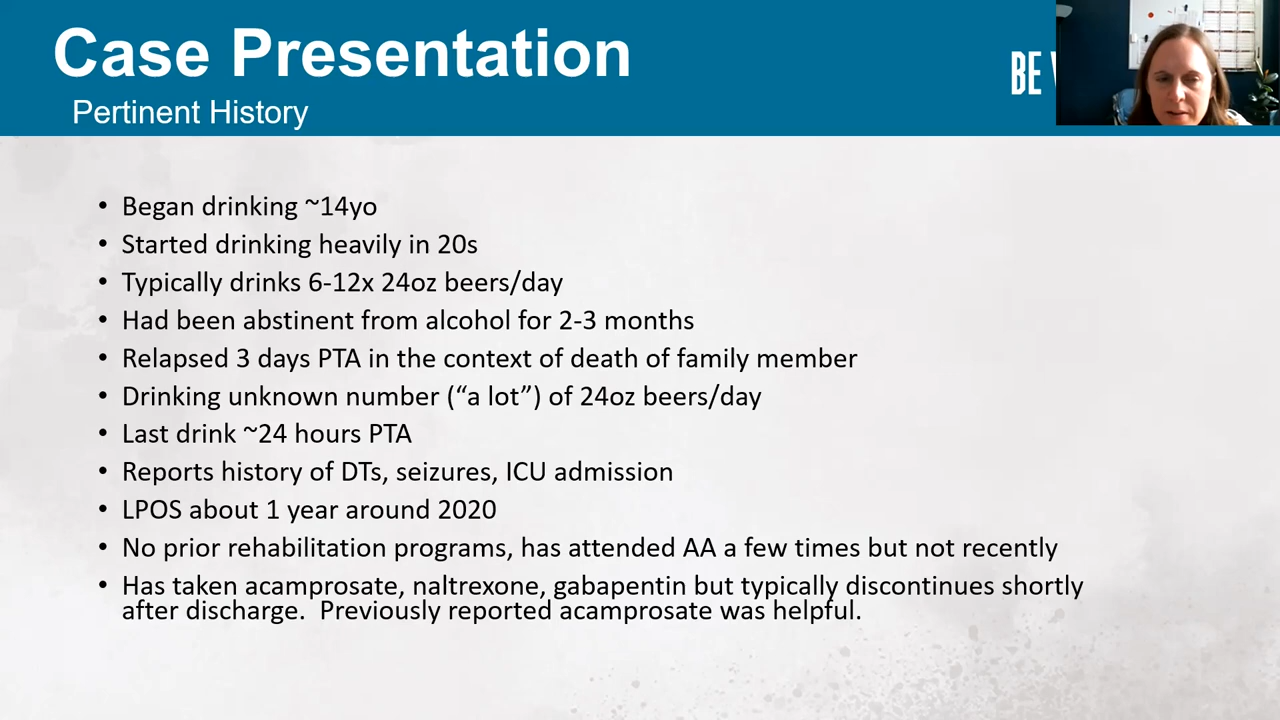 Case Presentation
Pertinent History
BE
• Began drinking ~14yo
• Started drinking heavily in 20s
• Typically drinks 6-12x 24oz beers/day
• Had been abstinent from alcohol for 2-3 months
• Relapsed 3 days PTA in the context of death of family member
• Drinking unknown number (“a lot”) of 24oz beers/day
• Last drink ~24 hours PTA
• Reports history of DTs, seizures, ICU admission
• LPOS about 1 year around 2020
• No prior rehabilitation programs, has attended AA a few times but not recently
• Has taken acamprosate, naltrexone, gabapentin but typically discontinues shortly
after discharge.  Previously reported acamprosate was helpful.